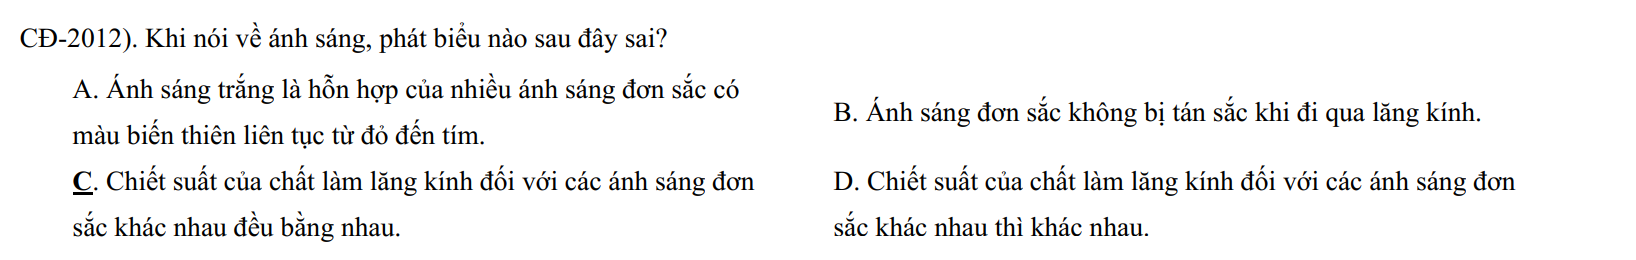 CĐ-2012). Khi nói về ánh sáng, phát biểu nào sau đây sai?
A. Ánh sáng trắng là hỗn hợp của nhiều ánh sáng đơn sắc có
màu biến thiên liên tục từ đỏ đến tím.
B. Ánh sáng đơn sắc không bị tán sắc khi đi qua lăng kính.
C. Chiết suất của chất làm lăng kính đối với các ánh sáng đơn
sắc khác nhau đều bằng nhau.
D. Chiết suất của chất làm lăng kính đối với các ánh sáng đơn
sắc khác nhau thì khác nhau.